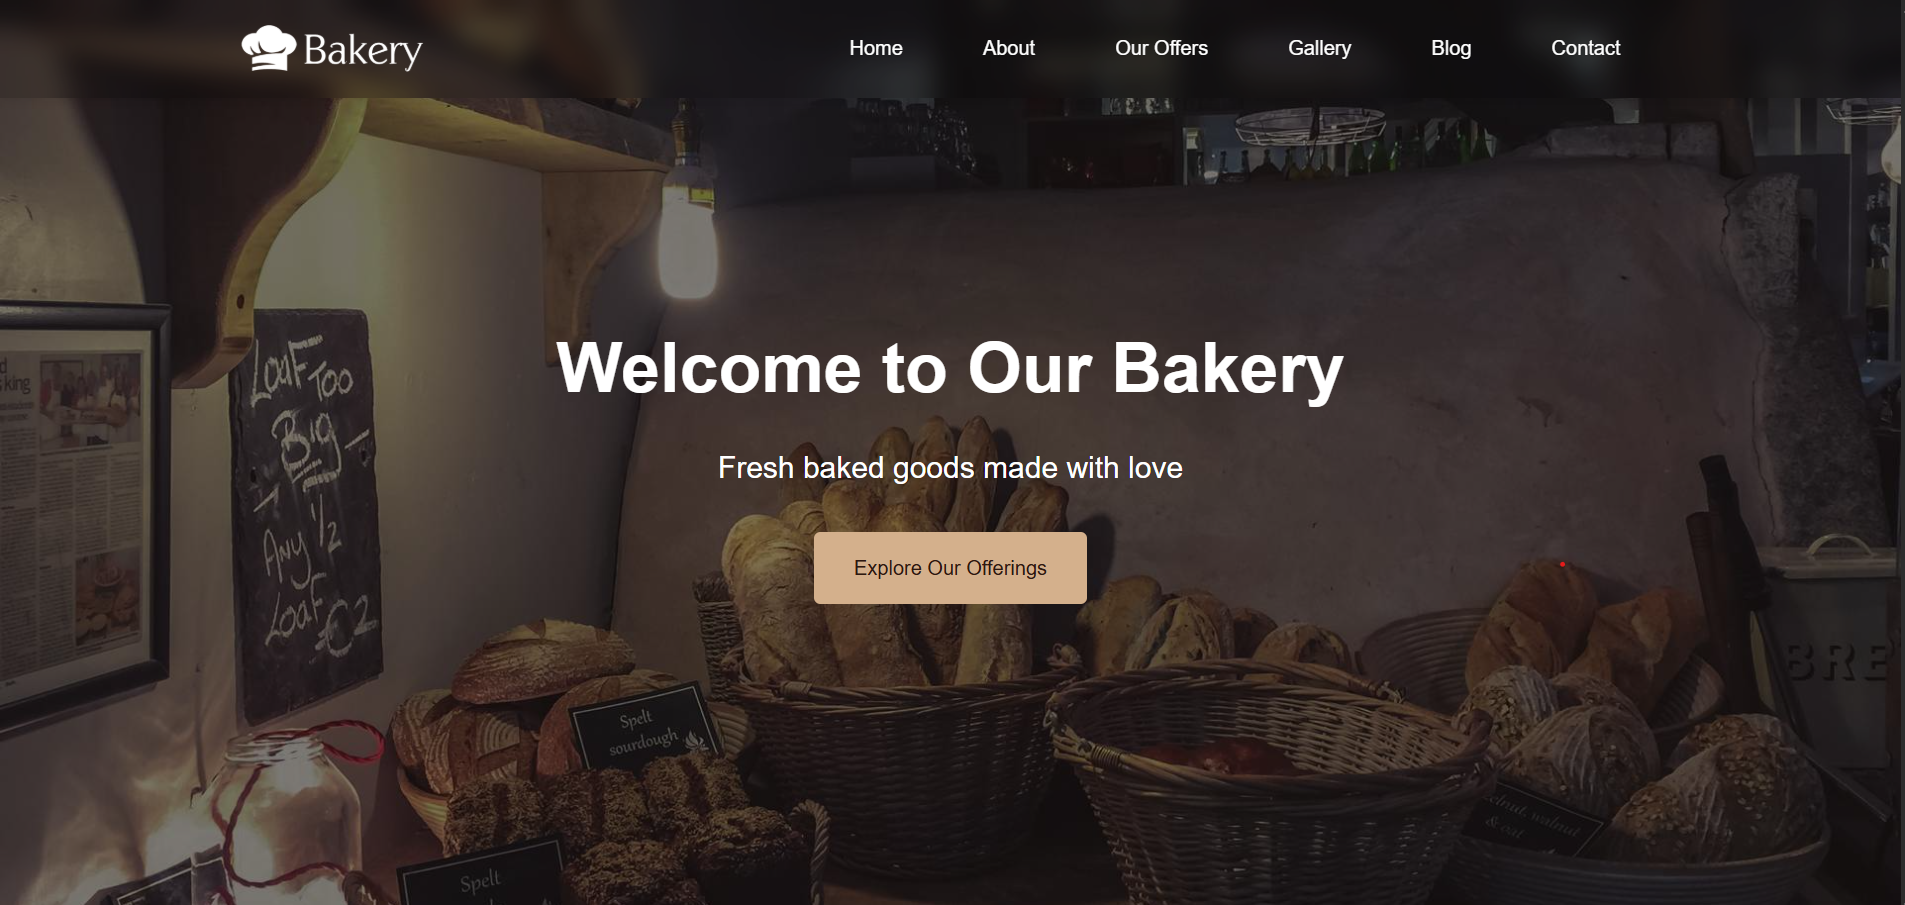 Bakery
Home
About
Our Offers
Gallery
Blog
Contact
Welcome to Our Bakery
Fresh baked goods made with love
Explore Our Offerings
Loaf Too
Big
Any 1/2
Loaf €2
king
BRE
Spelt
sourdough
walnut
& oat
Spelt